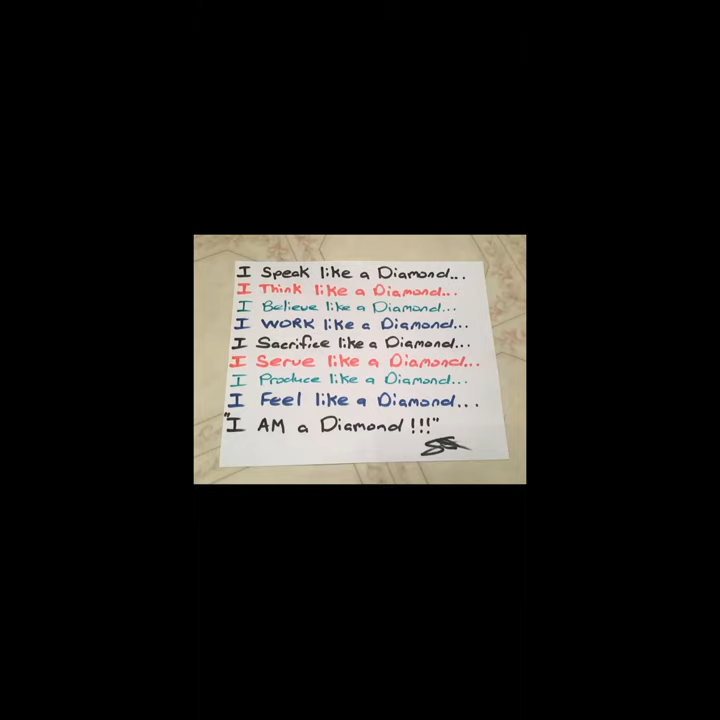 I Speak like a Diamond...
I Think like a Diamond...
I Believe like a Diamond...
I WORK like a Diamond...
I Sacrifice like a Diamond...
I Serve like a Diamond...
I Produce like a Diamond...
I Feel like a Diamond...
"I AM a Diamond!!!"